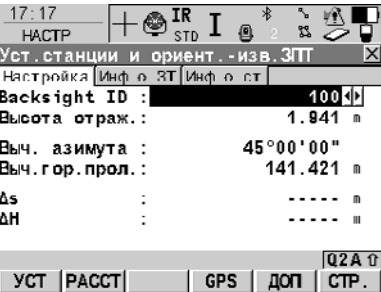 17:17
НАСТР
IR
STD
I
2
Уст.станции и ориент.-изв.ЗПТ
Настройка Инф о ЗТ Инф о ст
Backsight ID : 100
Высота отраж.: 1.941 m
Выч. азимута : 45°00'00"
Выч.гор.прол.: 141.421 m
Δs : ----- m
ΔH : ----- m
Q2A
УСТ РАССТ GPS ДОП СТР.